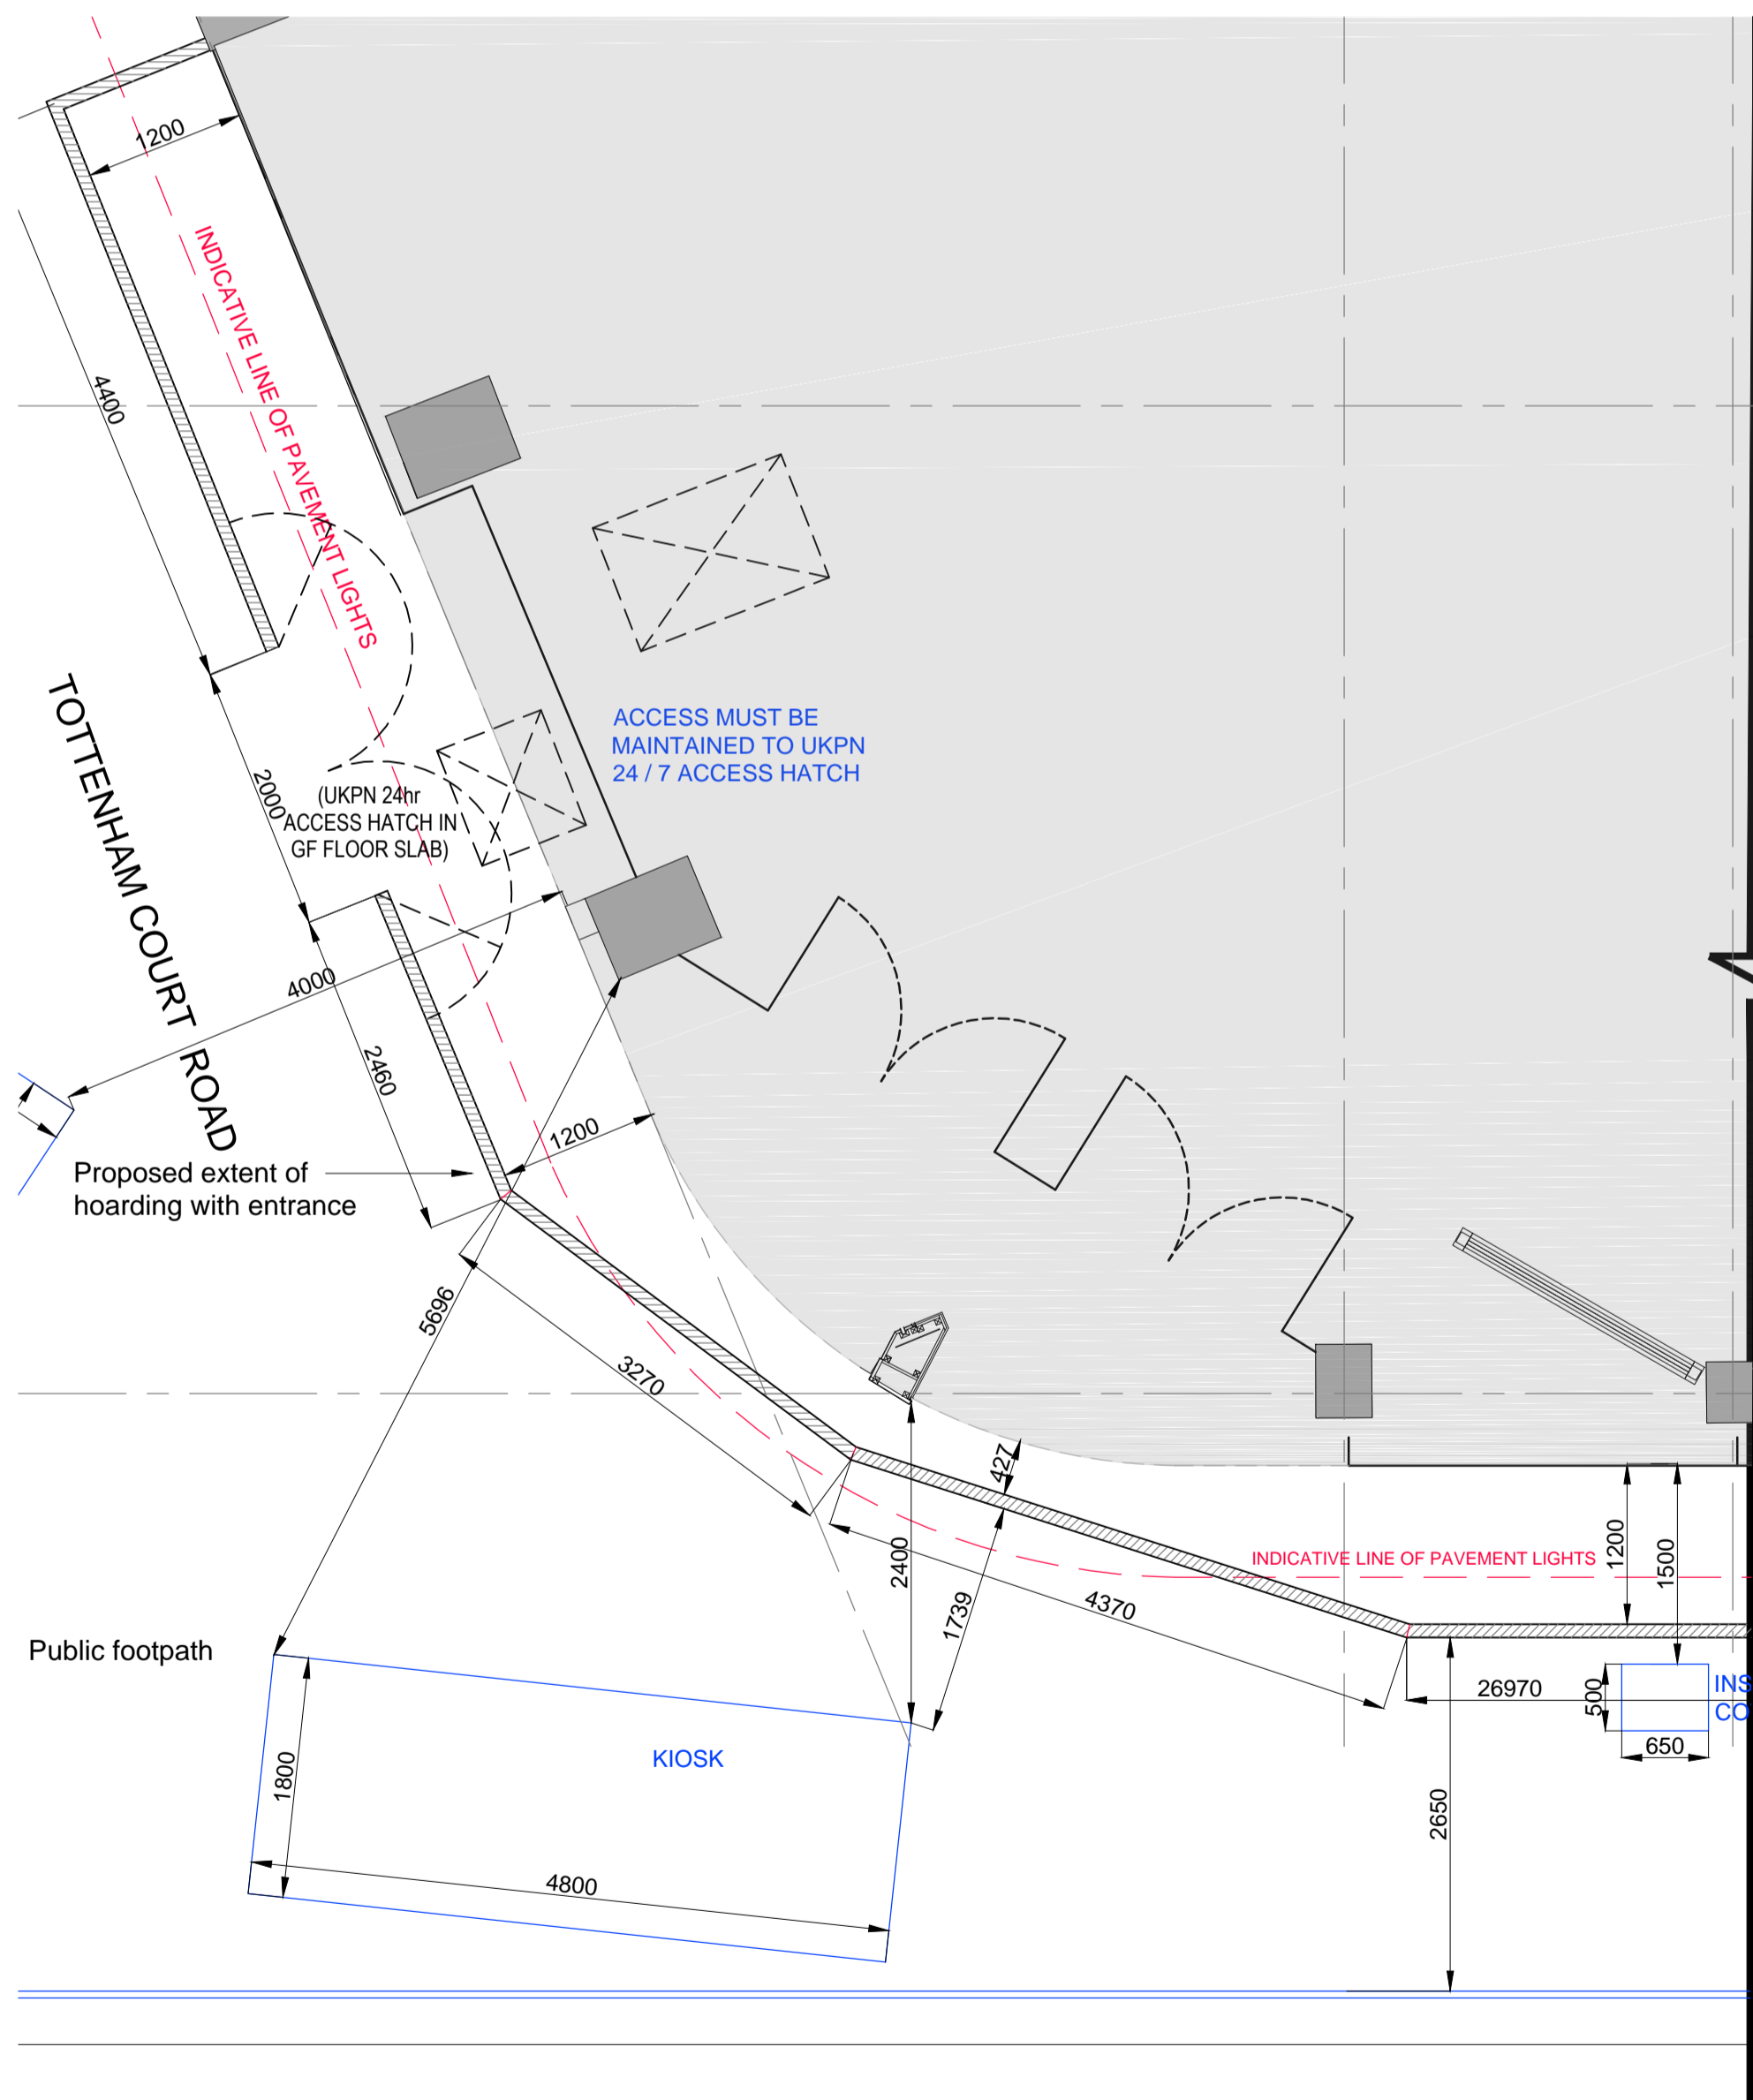 1200
INDICATIVE LINE OF PAVEMENT LIGHTS
4400
ACCESS MUST BE
MAINTAINED TO UKPN
24 / 7 ACCESS HATCH
2000
(UKPN 24hr
ACCESS HATCH IN
GF FLOOR SLAB)
TOTTENHAM COURT ROAD
4000
2460
1200
Proposed extent of
hoarding with entrance
5696
3270
427
2400
1739
4370
INDICATIVE LINE OF PAVEMENT LIGHTS
1200
1500
Public footpath
26970
500
INS
CO
650
KIOSK
1800
2650
4800